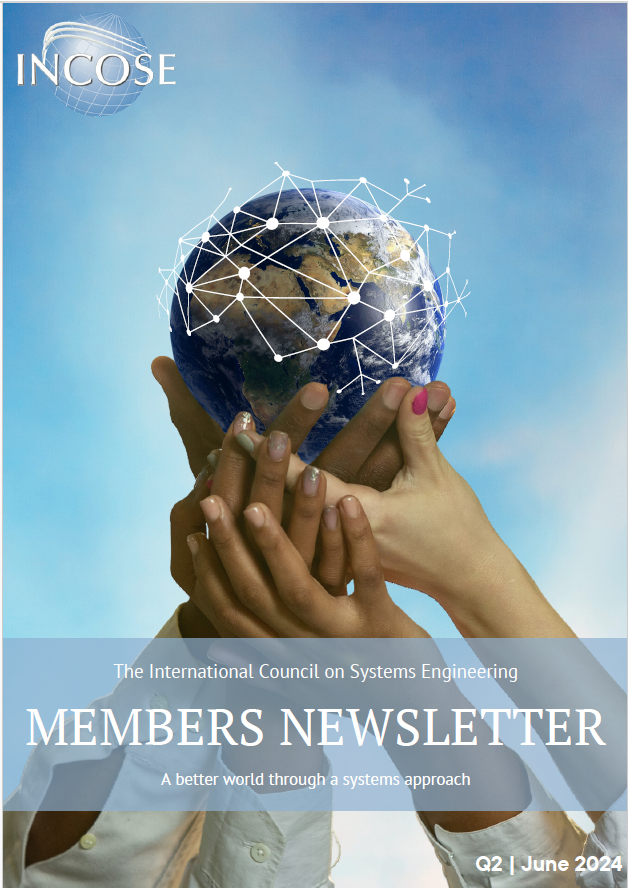 INCOSE
The International Council on Systems Engineering
MEMBERS NEWSLETTER
A better world through a systems approach
Q2 | June 2024